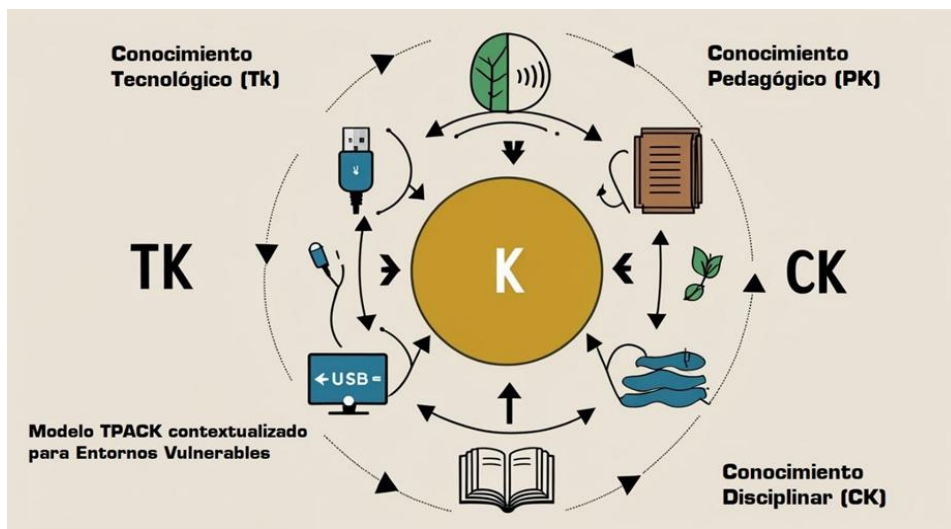 Conocimiento
Tecnológico (Tk)
Conocimiento
Pedagógico (PK)
TK
K
CK
USB
Modelo TPACK contextualizado
para Entornos Vulnerables
Conocimiento
Disciplinar (CK)